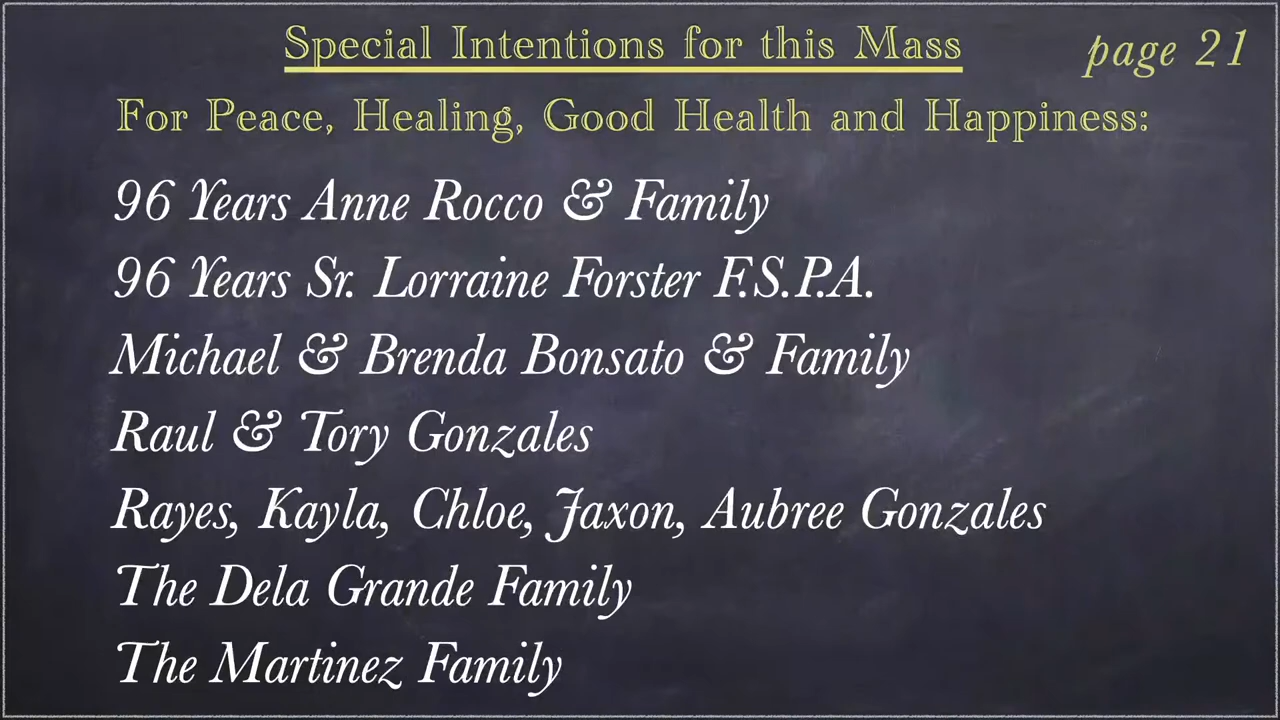 Special Intentions for this Mass page 21
For Peace, Healing, Good Health and Happiness:
96 Years Anne Rocco & Family
96 Years Sr. Lorraine Forster F.S.P.A.
Michael & Brenda Bonsato & Family
Raul & Tory Gonzales
Rayes, Kayla, Chloe, Jaxon, Aubree Gonzales
The Dela Grande Family
The Martinez Family